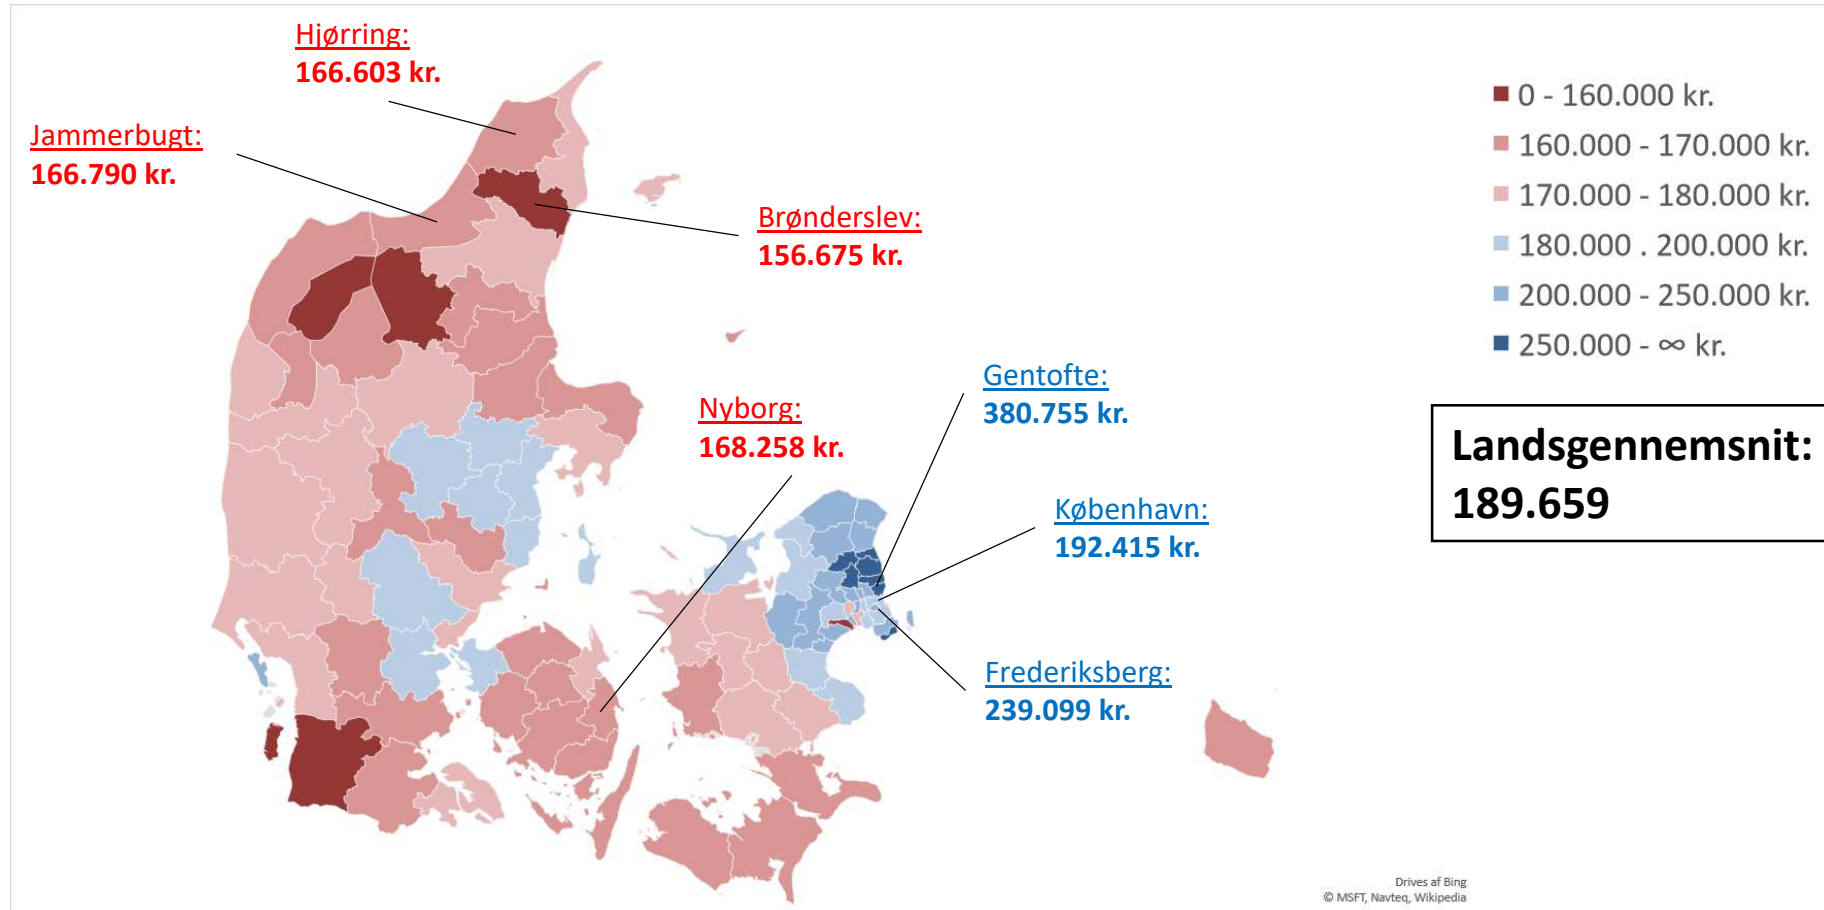 Hjørring:
166.603 kr.
Jammerbugt:
166.790 kr.
Brønderslev:
156.675 kr.
Nyborg:
168.258 kr.
Gentofte:
380.755 kr.
København:
192.415 kr.
Frederiksberg:
239.099 kr.
0 - 160.000 kr.
160.000 - 170.000 kr.
170.000 - 180.000 kr.
180.000 . 200.000 kr.
200.000 - 250.000 kr.
250.000 - ∞ kr.
Landsgennemsnit:
189.659
Drives af Bing
© MSFT, Navteq, Wikipedia